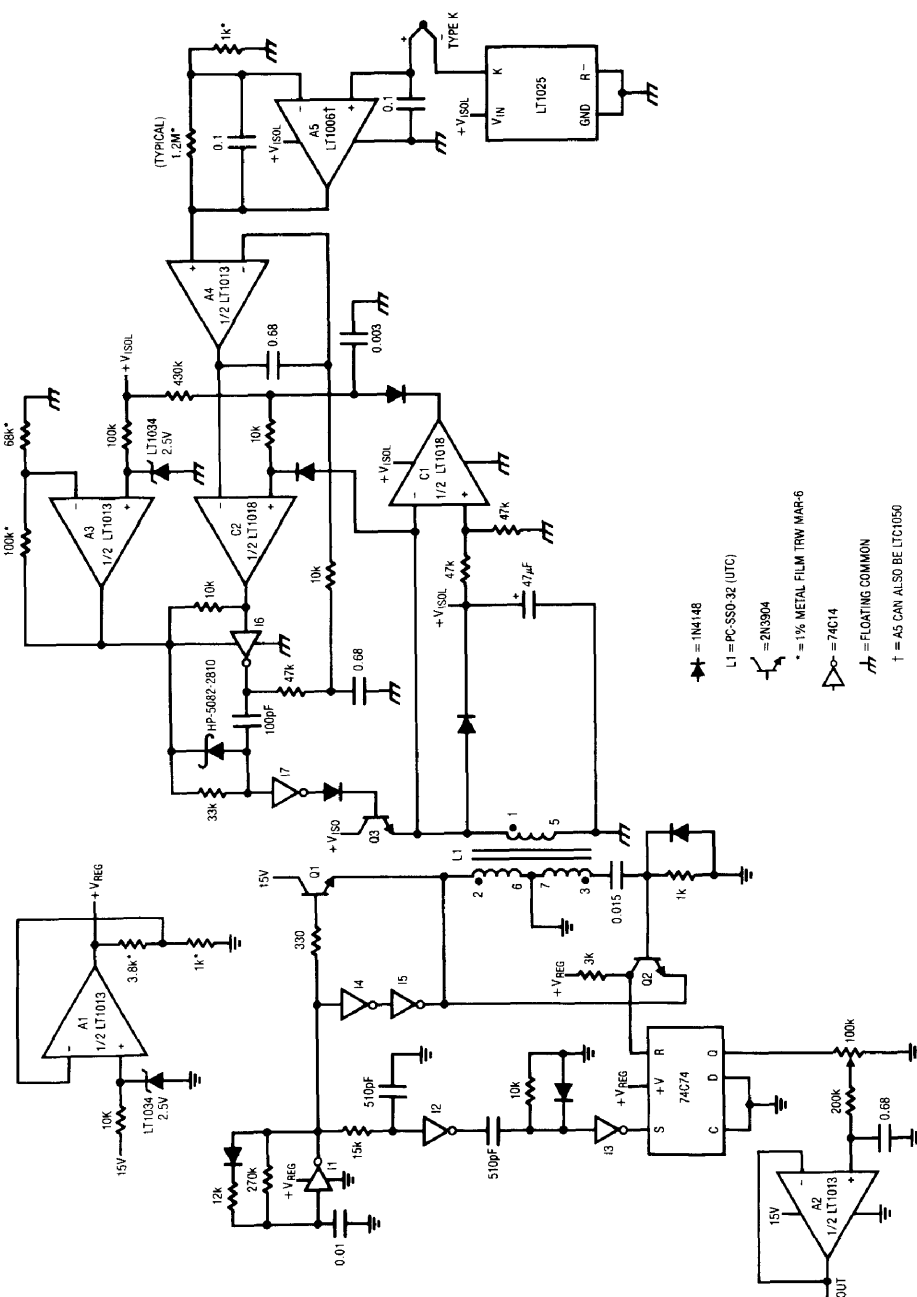 1k*
(TYPICAL)
1.2M*
0.1
+VISOL
A5
LT1006†
−
+
0.1
+
−
TYPE K
+VISOL
K
VIN
LT1025
GND
R−
+
−
A4
1/2 LT1013
0.68
0.003
+VISOL
430k
68k*
100k*
−
+
A3
1/2 LT1013
100k
LT1034
2.5V
10k
−
+
C2
1/2 LT1018
+VISOL
C1
1/2 LT1018
−
+
47k
47k
10k
10k
I6
HP-5082-2810
33k
100pF
47k
0.68
I7
+VISO
Q3
+VISOL
+
47µF
L1
1
5
2
6
7
3
15V
Q1
330
0.015
1k
A1
1/2 LT1013
−
+
+VREG
3.8k*
1k*
10K
15V
LT1034
2.5V
12k
270k
+VREG
I1
0.01
15k
510pF
I2
510pF
10k
I3
I4
I5
+VREG
3k
Q2
+VREG
S
+V
R
74C74
C
D
Q
100k
200k
0.68
15V
A2
1/2 LT1013
−
+
OUT
= 1N4148
L1 = PC-SSO-32 (UTC)
= 2N3904
* = 1% METAL FILM TRW MAR-6
= 74C14
= FLOATING COMMON
† = A5 CAN ALSO BE LTC1050